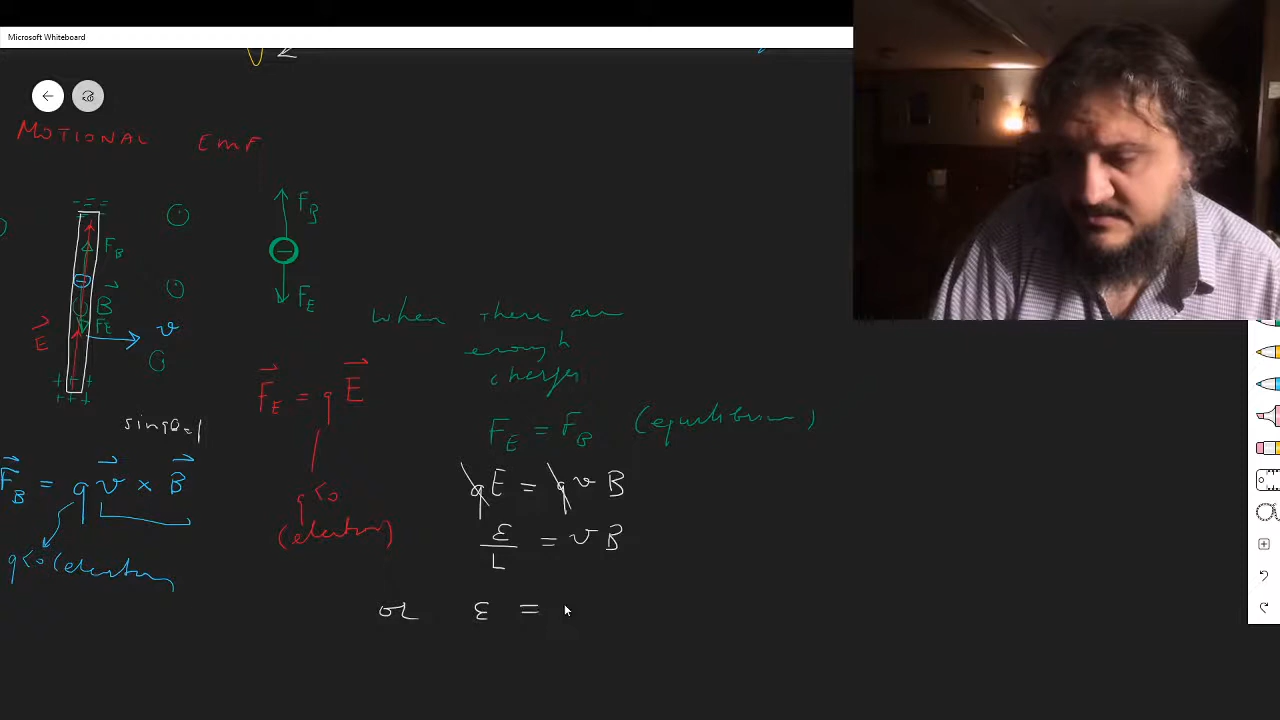 Microsoft Whiteboard
MOTIONAL EMF
- = =
F_B
F_B
B
F_E
F_E
E
v
+ + +
+ + +
when there are
enough
charges
F_E = F_B (equilibrium)
sinθ=1
F_E = q E
q<0
(electron)
F_B = q v × B
q<0 (electron)
qE = qvB
ε/L = vB
or ε =